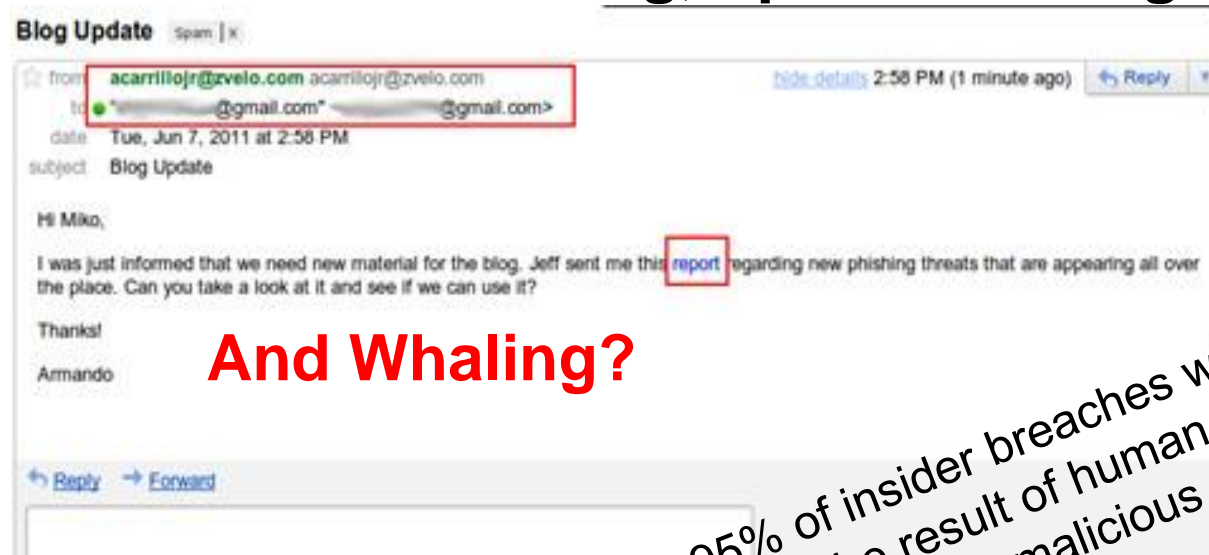 Blog Update Spam | x
from acarrillojr@zvelo.com acarrillojr@zvelo.com hide details 2:58 PM (1 minute ago) Reply
to @gmail.com" @gmail.com>
date Tue, Jun 7, 2011 at 2:58 PM
subject Blog Update
Hi Miko,
I was just informed that we need new material for the blog. Jeff sent me this report regarding new phishing threats that are appearing all over
the place. Can you take a look at it and see if we can use it?
Thanks!
Armando
And Whaling?
Reply Forward
95% of insider breaches
result of human
malicious